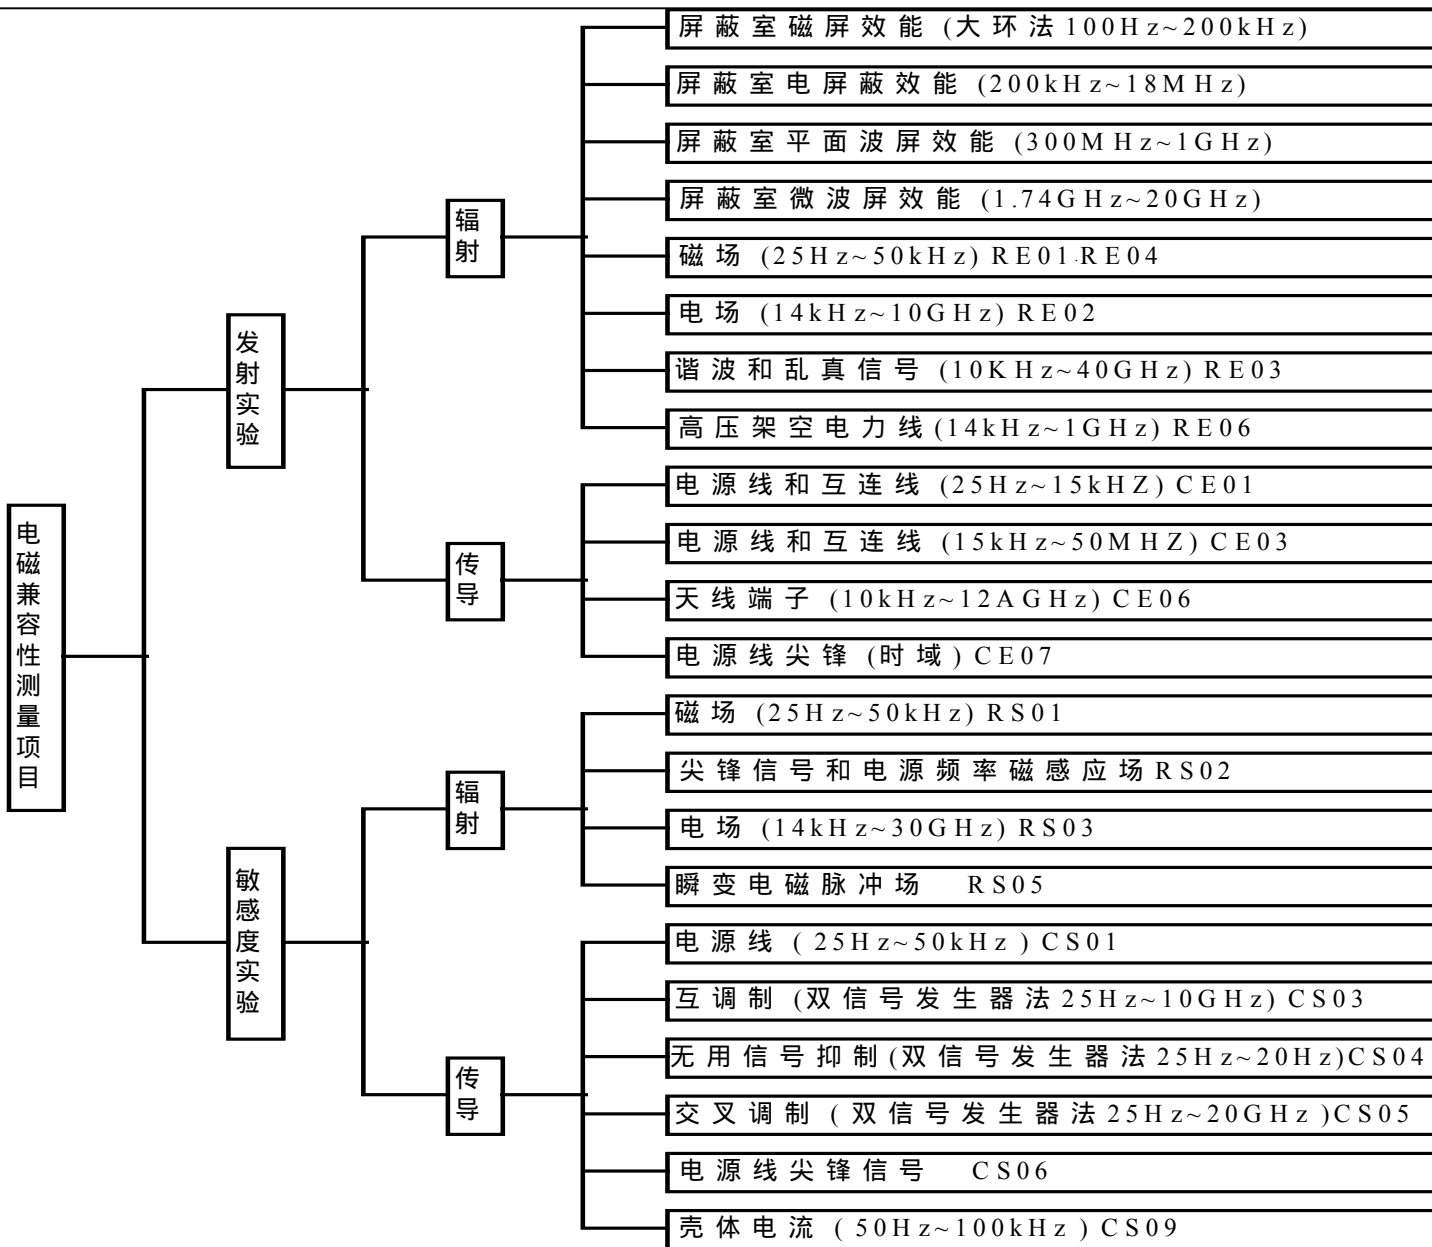 电磁兼容性测量项目
发射实验
辐射
屏蔽室磁屏效能 (大环法100Hz~200kHz)
屏蔽室电屏蔽效能 (200kHz~18MHz)
屏蔽室平面波屏效能 (300MHz~1GHz)
屏蔽室微波屏效能 (1.74GHz~20GHz)
磁场 (25Hz~50kHz) RE01.RE04
电场 (14kHz~10GHz) RE02
谐波和乱真信号 (10KHz~40GHz) RE03
高压架空电力线(14kHz~1GHz) RE06
传导
电源线和互连线 (25Hz~15kHZ) CE01
电源线和互连线 (15kHz~50MHZ) CE03
天线端子 (10kHz~12AGHz) CE06
电源线尖锋 (时域) CE07
敏感度实验
辐射
磁场 (25Hz~50kHz) RS01
尖锋信号和电源频率磁感应场RS02
电场 (14kHz~30GHz) RS03
瞬变电磁脉冲场 RS05
传导
电源线 ( 25Hz~50kHz ) CS01
互调制 (双信号发生器法25Hz~10GHz) CS03
无用信号抑制(双信号发生器法25Hz~20Hz)CS04
交叉调制 ( 双信号发生器法25Hz~20GHz )CS05
电源线尖锋信号 CS06
壳体电流 ( 50Hz~100kHz ) CS09